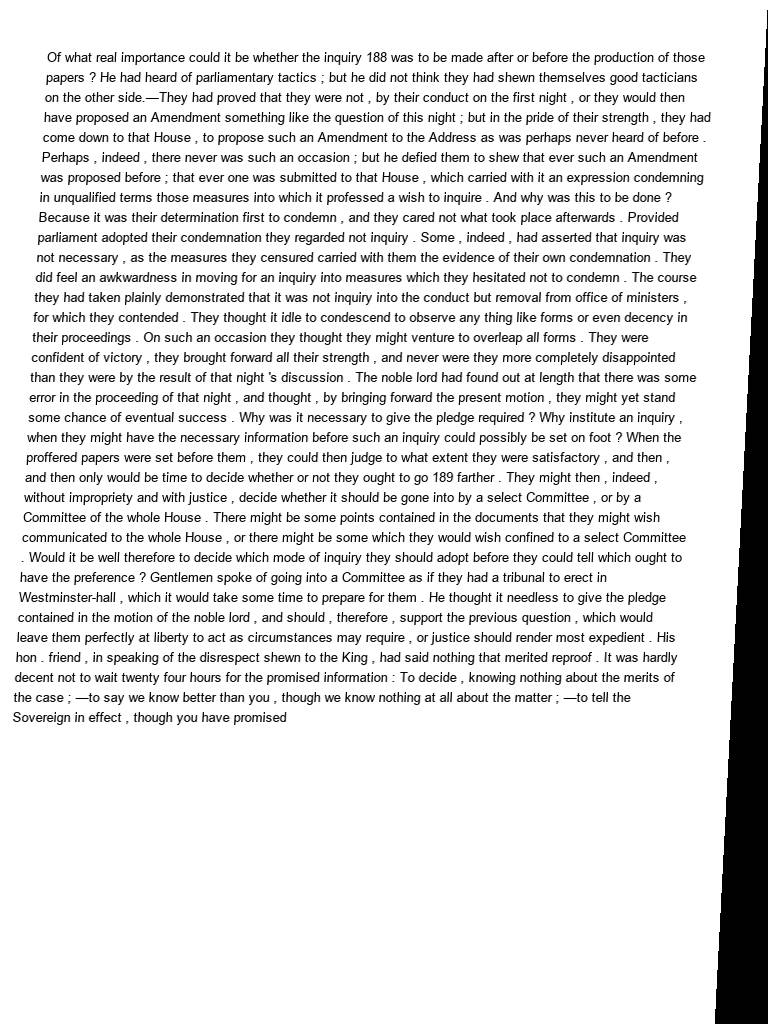 Of what real importance could it be whether the inquiry 188 was to be made after or before the production of those
papers ? He had heard of parliamentary tactics ; but he did not think they had shewn themselves good tacticians
on the other side.—They had proved that they were not , by their conduct on the first night , or they would then
have proposed an Amendment something like the question of this night ; but in the pride of their strength , they had
come down to that House , to propose such an Amendment to the Address as was perhaps never heard of before .
Perhaps , indeed , there never was such an occasion ; but he defied them to shew that ever such an Amendment
was proposed before ; that ever one was submitted to that House , which carried with it an expression condemning
in unqualified terms those measures into which it professed a wish to inquire . And why was this to be done ?
Because it was their determination first to condemn , and they cared not what took place afterwards . Provided
parliament adopted their condemnation they regarded not inquiry . Some , indeed , had asserted that inquiry was
not necessary , as the measures they censured carried with them the evidence of their own condemnation . They
did feel an awkwardness in moving for an inquiry into measures which they hesitated not to condemn . The course
they had taken plainly demonstrated that it was not inquiry into the conduct but removal from office of ministers ,
for which they contended . They thought it idle to condescend to observe any thing like forms or even decency in
their proceedings . On such an occasion they thought they might venture to overleap all forms . They were
confident of victory , they brought forward all their strength , and never were they more completely disappointed
than they were by the result of that night 's discussion . The noble lord had found out at length that there was some
error in the proceeding of that night , and thought , by bringing forward the present motion , they might yet stand
some chance of eventual success . Why was it necessary to give the pledge required ? Why institute an inquiry ,
when they might have the necessary information before such an inquiry could possibly be set on foot ? When the
proffered papers were set before them , they could then judge to what extent they were satisfactory , and then ,
and then only would be time to decide whether or not they ought to go 189 farther . They might then , indeed ,
without impropriety and with justice , decide whether it should be gone into by a select Committee , or by a
Committee of the whole House . There might be some points contained in the documents that they might wish
communicated to the whole House , or there might be some which they would wish confined to a select Committee
. Would it be well therefore to decide which mode of inquiry they should adopt before they could tell which ought to
have the preference ? Gentlemen spoke of going into a Committee as if they had a tribunal to erect in
Westminster-hall , which it would take some time to prepare for them . He thought it needless to give the pledge
contained in the motion of the noble lord , and should , therefore , support the previous question , which would
leave them perfectly at liberty to act as circumstances may require , or justice should render most expedient . His
hon . friend , in speaking of the disrespect shewn to the King , had said nothing that merited reproof . It was hardly
decent not to wait twenty four hours for the promised information : To decide , knowing nothing about the merits of
the case ; —to say we know better than you , though we know nothing at all about the matter ; —to tell the
Sovereign in effect , though you have promised